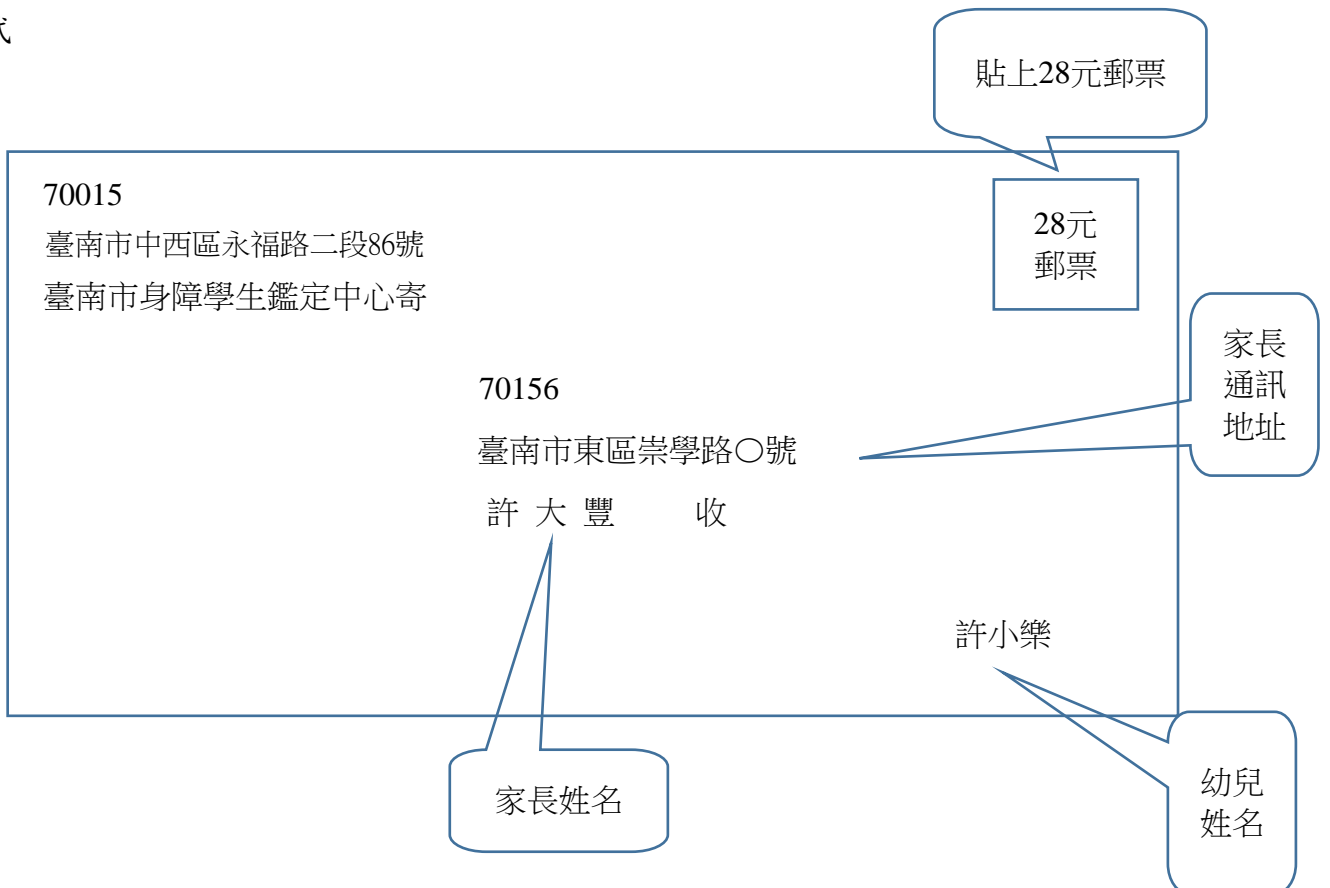 貼上28元郵票
70015
臺南市中西區永福路二段86號
臺南市身障學生鑑定中心寄
28元
郵票
家長
通訊
地址
70156
臺南市東區崇學路○號
許 大 豐 收
許小樂
家長姓名
幼兒
姓名